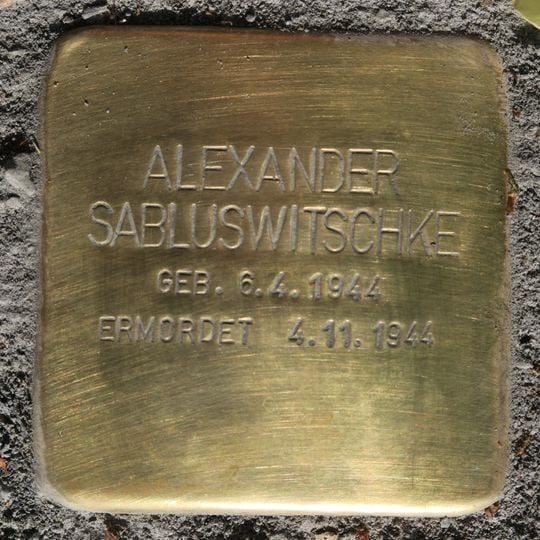 ALEXANDER
SABLUSWITSCHKE
GEB. 6.4.1944
ERMORDET 4.11.1944